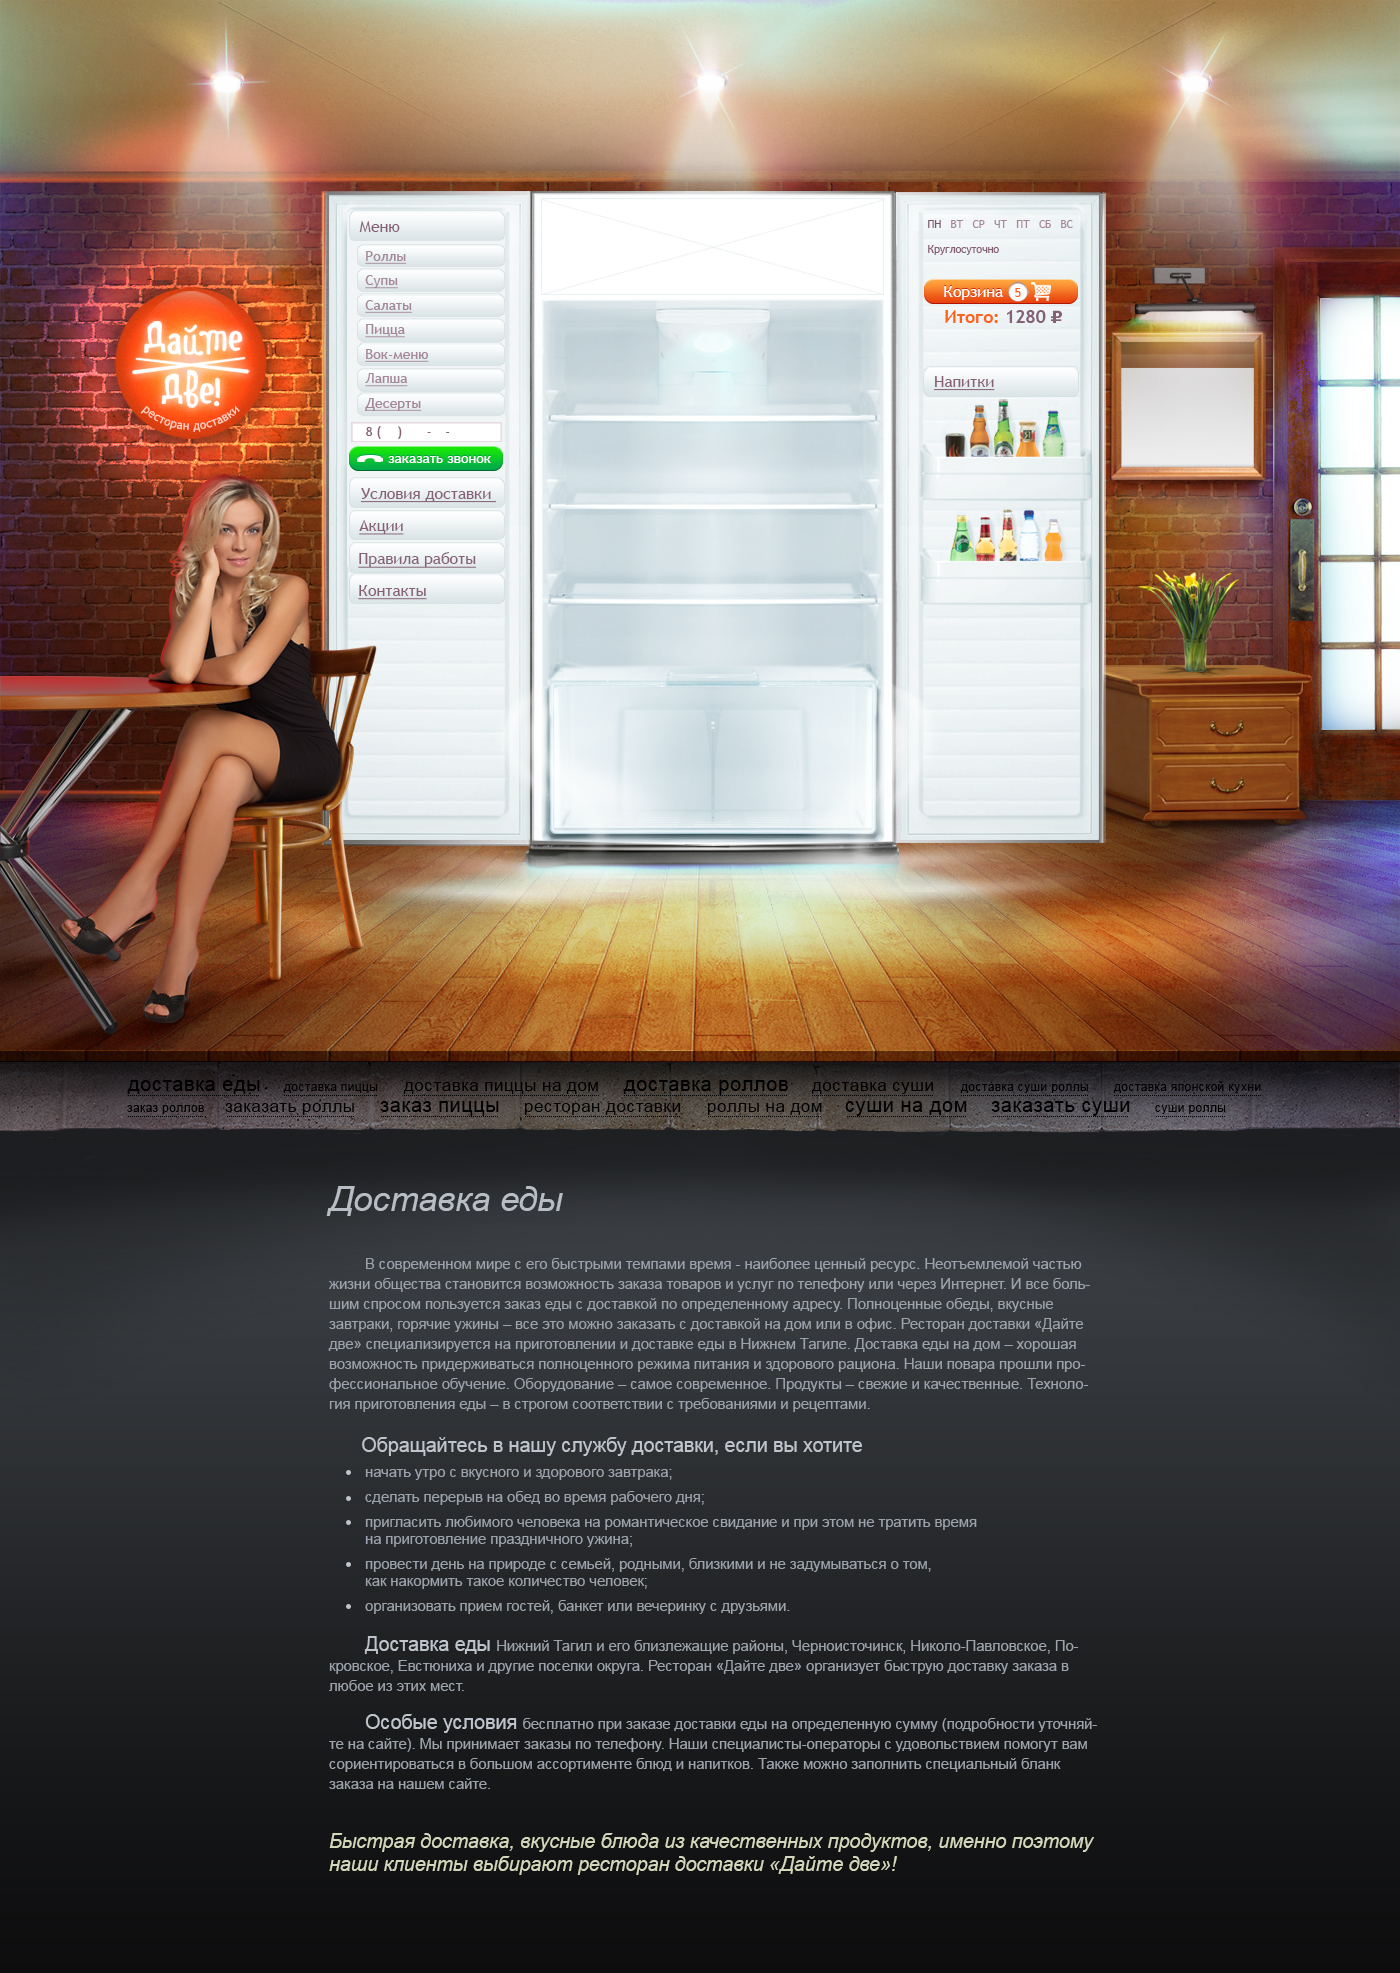 Дайте
две!
ресторан доставки
Меню
Роллы
Супы
Салаты
Пицца
Вок-меню
Лапша
Десерты
8 ( ) - -
заказать звонок
Условия доставки
Акции
Правила работы
Контакты
ПН ВТ СР ЧТ ПТ СБ ВС
Круглосуточно
Корзина 5
Итого: 1280 ₽
Напитки
доставка еды доставка пиццы доставка пиццы на дом доставка роллов доставка суши доставка суши роллы доставка японской кухни
заказ роллов заказать роллы заказ пиццы ресторан доставки роллы на дом суши на дом заказать суши суши роллы
Доставка еды
В современном мире с его быстрыми темпами время - наиболее ценный ресурс. Неотъемлемой частью
жизни общества становится возможность заказа товаров и услуг по телефону или через Интернет. И все боль-
шим спросом пользуется заказ еды с доставкой по определенному адресу. Полноценные обеды, вкусные
завтраки, горячие ужины – все это можно заказать с доставкой на дом или в офис. Ресторан доставки «Дайте
две» специализируется на приготовлении и доставке еды в Нижнем Тагиле. Доставка еды на дом – хорошая
возможность придерживаться полноценного режима питания и здорового рациона. Наши повара прошли про-
фессиональное обучение. Оборудование – самое современное. Продукты – свежие и качественные. Техноло-
гия приготовления еды – в строгом соответствии с требованиями и рецептами.
Обращайтесь в нашу службу доставки, если вы хотите
• начать утро с вкусного и здорового завтрака;
• сделать перерыв на обед во время рабочего дня;
• пригласить любимого человека на романтическое свидание и при этом не тратить время
на приготовление праздничного ужина;
• провести день на природе с семьей, родными, близкими и не задумываться о том,
как накормить такое количество человек;
• организовать прием гостей, банкет или вечеринку с друзьями.
Доставка еды Нижний Тагил и его близлежащие районы, Черноисточинск, Николо-Павловское, По-
кровское, Евстюниха и другие поселки округа. Ресторан «Дайте две» организует быструю доставку заказа в
любое из этих мест.
Особые условия бесплатно при заказе доставки еды на определенную сумму (подробности уточняй-
те на сайте). Мы принимает заказы по телефону. Наши специалисты-операторы с удовольствием помогут вам
сориентироваться в большом ассортименте блюд и напитков. Также можно заполнить специальный бланк
заказа на нашем сайте.
Быстрая доставка, вкусные блюда из качественных продуктов, именно поэтому
наши клиенты выбирают ресторан доставки «Дайте две»!